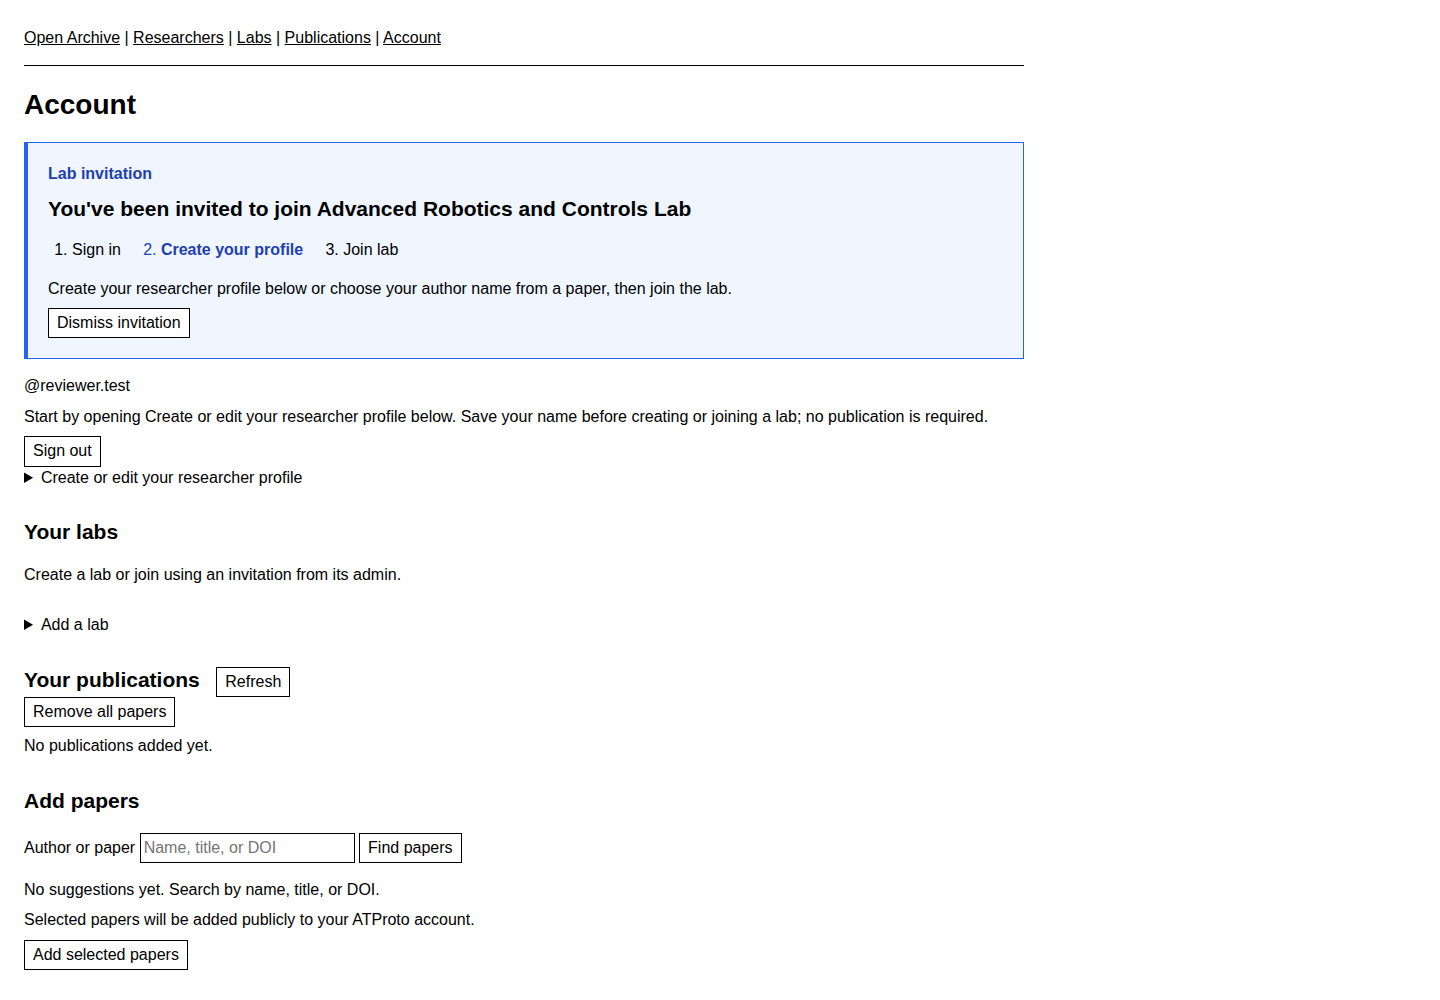 Open Archive | Researchers | Labs | Publications | Account
Account
Lab invitation
You've been invited to join Advanced Robotics and Controls Lab
1. Sign in 2. Create your profile 3. Join lab
Create your researcher profile below or choose your author name from a paper, then join the lab.
Dismiss invitation
@reviewer.test
Start by opening Create or edit your researcher profile below. Save your name before creating or joining a lab; no publication is required.
Sign out
Create or edit your researcher profile
Your labs
Create a lab or join using an invitation from its admin.
Add a lab
Your publications Refresh
Remove all papers
No publications added yet.
Add papers
Author or paper Name, title, or DOI Find papers
No suggestions yet. Search by name, title, or DOI.
Selected papers will be added publicly to your ATProto account.
Add selected papers